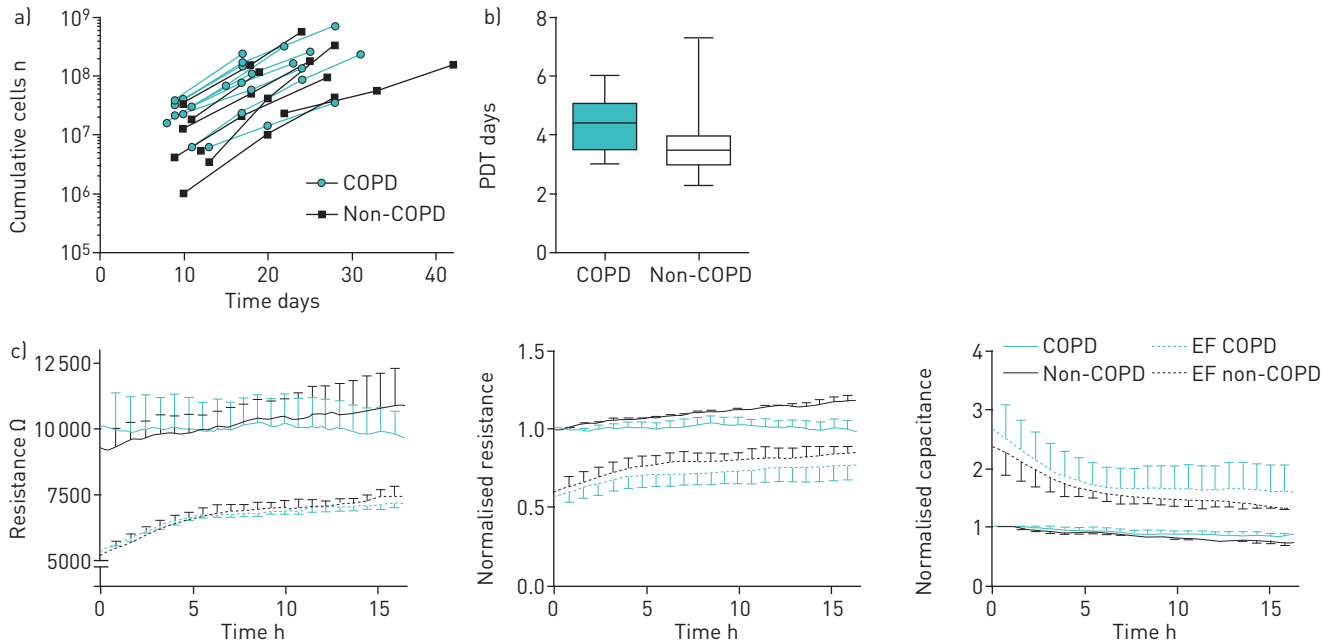 a)
10⁹
10⁸
10⁷
10⁶
10⁵
Cumulative cells n
COPD
Non-COPD
0 10 20 30 40
Time days
b)
8
6
4
2
0
PDT days
COPD Non-COPD
c)
12 500
10 000
7500
5000
Resistance Ω
0 5 10 15
Time h
1.5
1.0
0.5
0.0
Normalised resistance
0 5 10 15
Time h
COPD EF COPD
Non-COPD EF non-COPD
4
3
2
1
0
Normalised capacitance
0 5 10 15
Time h